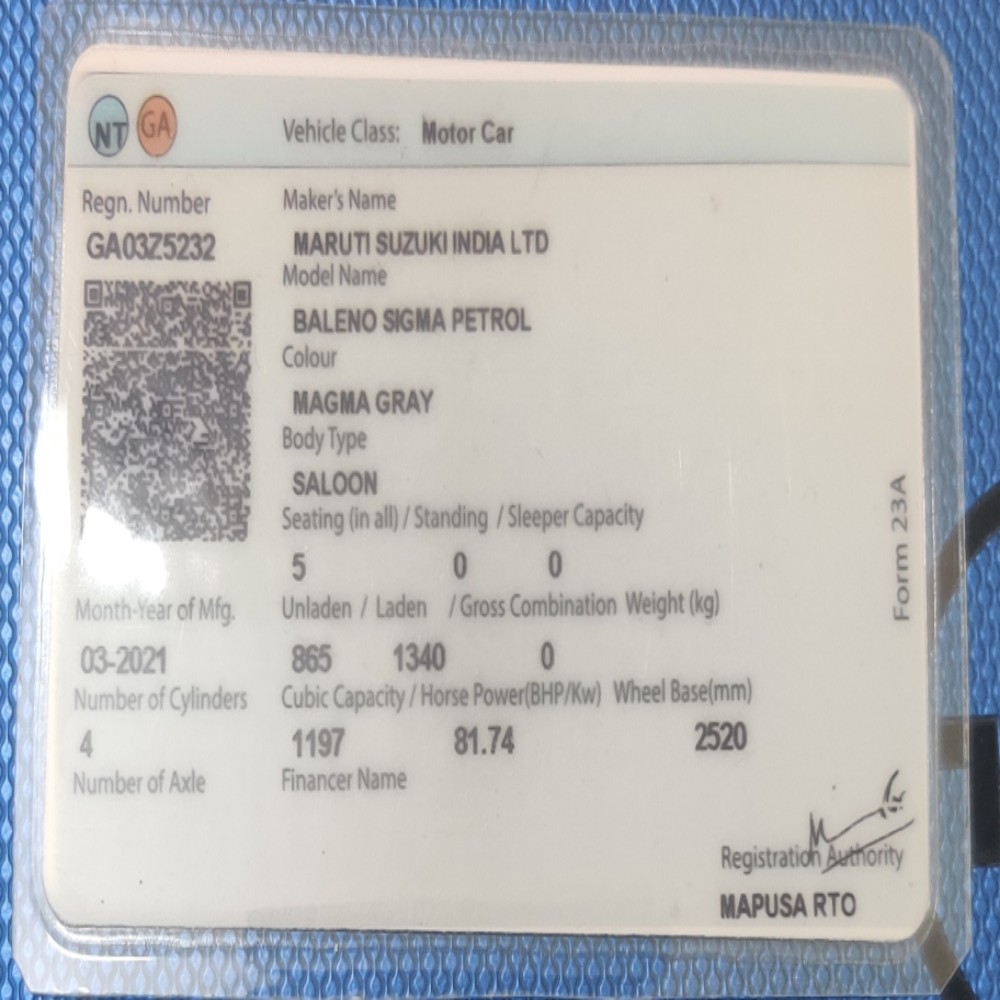 NT GA Vehicle Class: Motor Car
Regn. Number Maker's Name
GA03Z5232 MARUTI SUZUKI INDIA LTD
Model Name
BALENO SIGMA PETROL
Colour
MAGMA GRAY
Body Type
SALOON
Seating (in all) / Standing / Sleeper Capacity
5 0 0
Month-Year of Mfg. Unladen / Laden / Gross Combination Weight (kg)
03-2021 865 1340 0
Number of Cylinders Cubic Capacity / Horse Power(BHP/Kw) Wheel Base(mm)
4 1197 81.74 2520
Number of Axle Financer Name
Form 23A
Registration Authority
MAPUSA RTO